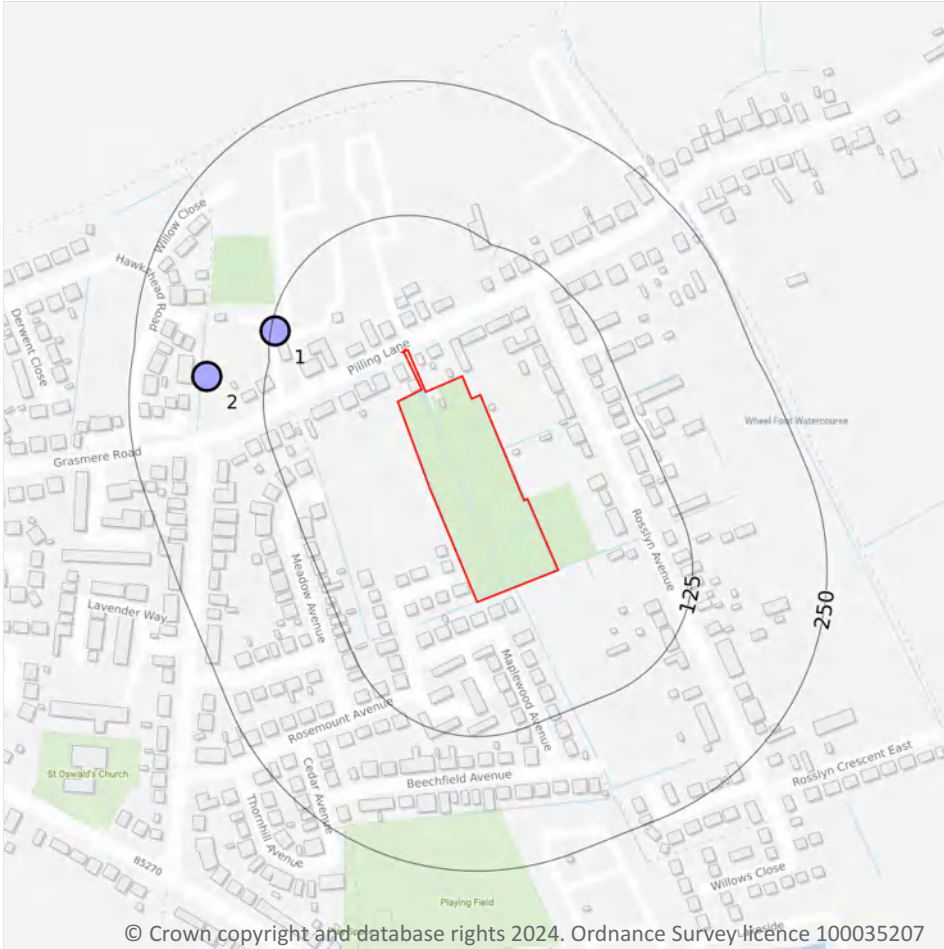 Willow Close
Hawkshead Road
Derwent Close
1
2
Pilling Lane
Grasmere Road
Wheel Foot Watercourse
Rosslyn Avenue
Meadow Avenue
125
250
Lavender Way
Maplewood Avenue
Rosemount Avenue
St Oswald's Church
Cedar Avenue
Beechfield Avenue
Rosslyn Crescent East
Thornhill Avenue
B5270
Willows Close
Playing Field
Lakeside
© Crown copyright and database rights 2024. Ordnance Survey licence 100035207